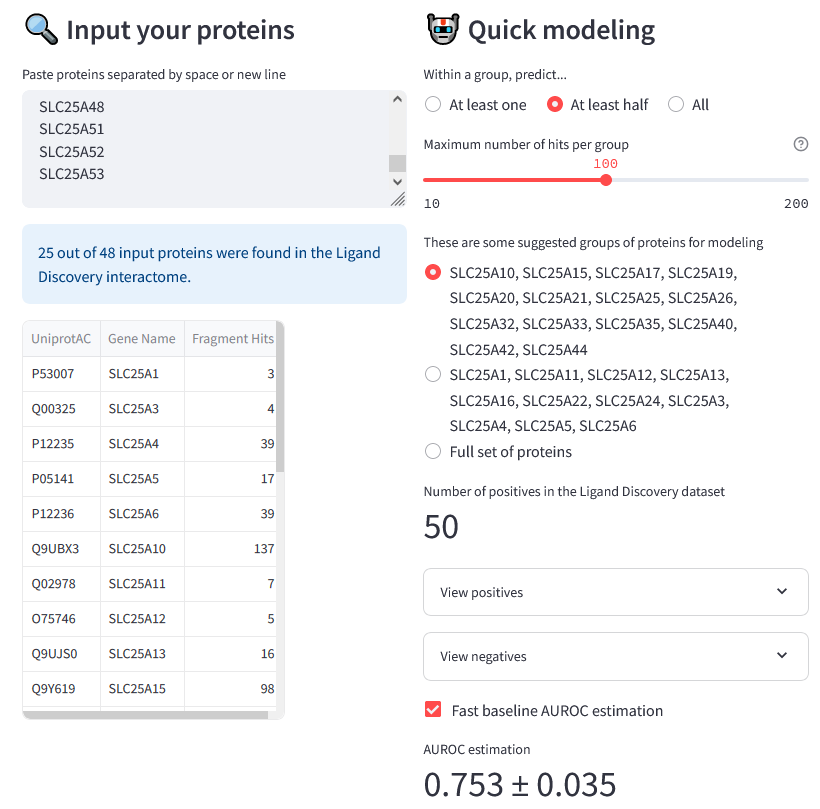 Input your proteins
Paste proteins separated by space or new line
SLC25A48
SLC25A51
SLC25A52
SLC25A53
25 out of 48 input proteins were found in the Ligand
Discovery interactome.
UniprotAC Gene Name Fragment Hits
P53007 SLC25A1 3
Q00325 SLC25A3 4
P12235 SLC25A4 39
P05141 SLC25A5 17
P12236 SLC25A6 39
Q9UBX3 SLC25A10 137
Q02978 SLC25A11 7
O75746 SLC25A12 5
Q9UJS0 SLC25A13 16
Q9Y619 SLC25A15 98
Quick modeling
Within a group, predict...
At least one At least half All
Maximum number of hits per group
100
10 200
These are some suggested groups of proteins for modeling
SLC25A10, SLC25A15, SLC25A17, SLC25A19,
SLC25A20, SLC25A21, SLC25A25, SLC25A26,
SLC25A32, SLC25A33, SLC25A35, SLC25A40,
SLC25A42, SLC25A44
SLC25A1, SLC25A11, SLC25A12, SLC25A13,
SLC25A16, SLC25A22, SLC25A24, SLC25A3,
SLC25A4, SLC25A5, SLC25A6
Full set of proteins
Number of positives in the Ligand Discovery dataset
50
View positives
View negatives
Fast baseline AUROC estimation
AUROC estimation
0.753 ± 0.035